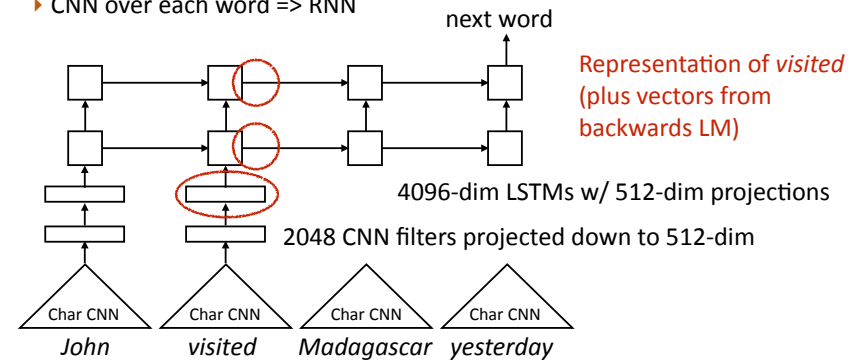 ▸ CNN over each word => RNN
next word
Representation of visited
(plus vectors from
backwards LM)
4096-dim LSTMs w/ 512-dim projections
2048 CNN filters projected down to 512-dim
Char CNN Char CNN Char CNN Char CNN
John visited Madagascar yesterday